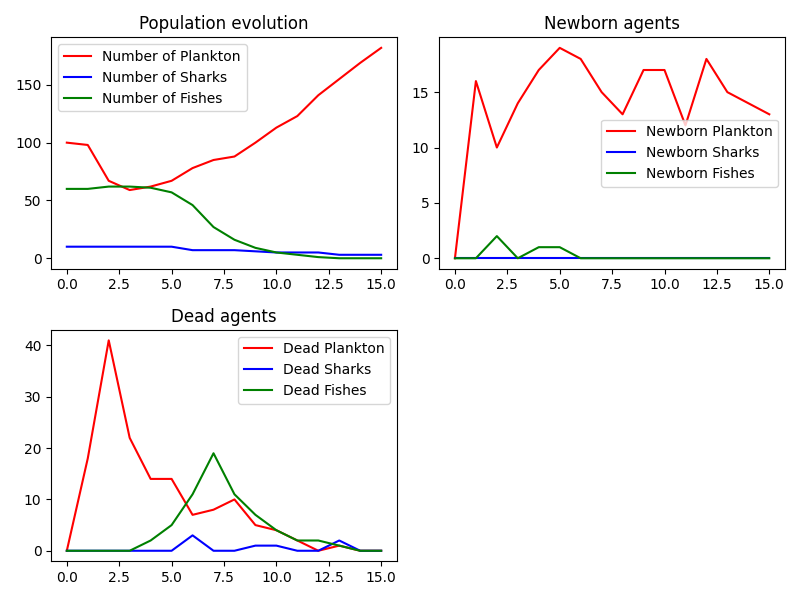 Population evolution
Number of Plankton
Number of Sharks
Number of Fishes
150
100
50
0
0.0 2.5 5.0 7.5 10.0 12.5 15.0
Newborn agents
15
10
5
0
Newborn Plankton
Newborn Sharks
Newborn Fishes
0.0 2.5 5.0 7.5 10.0 12.5 15.0
Dead agents
40
30
20
10
0
Dead Plankton
Dead Sharks
Dead Fishes
0.0 2.5 5.0 7.5 10.0 12.5 15.0